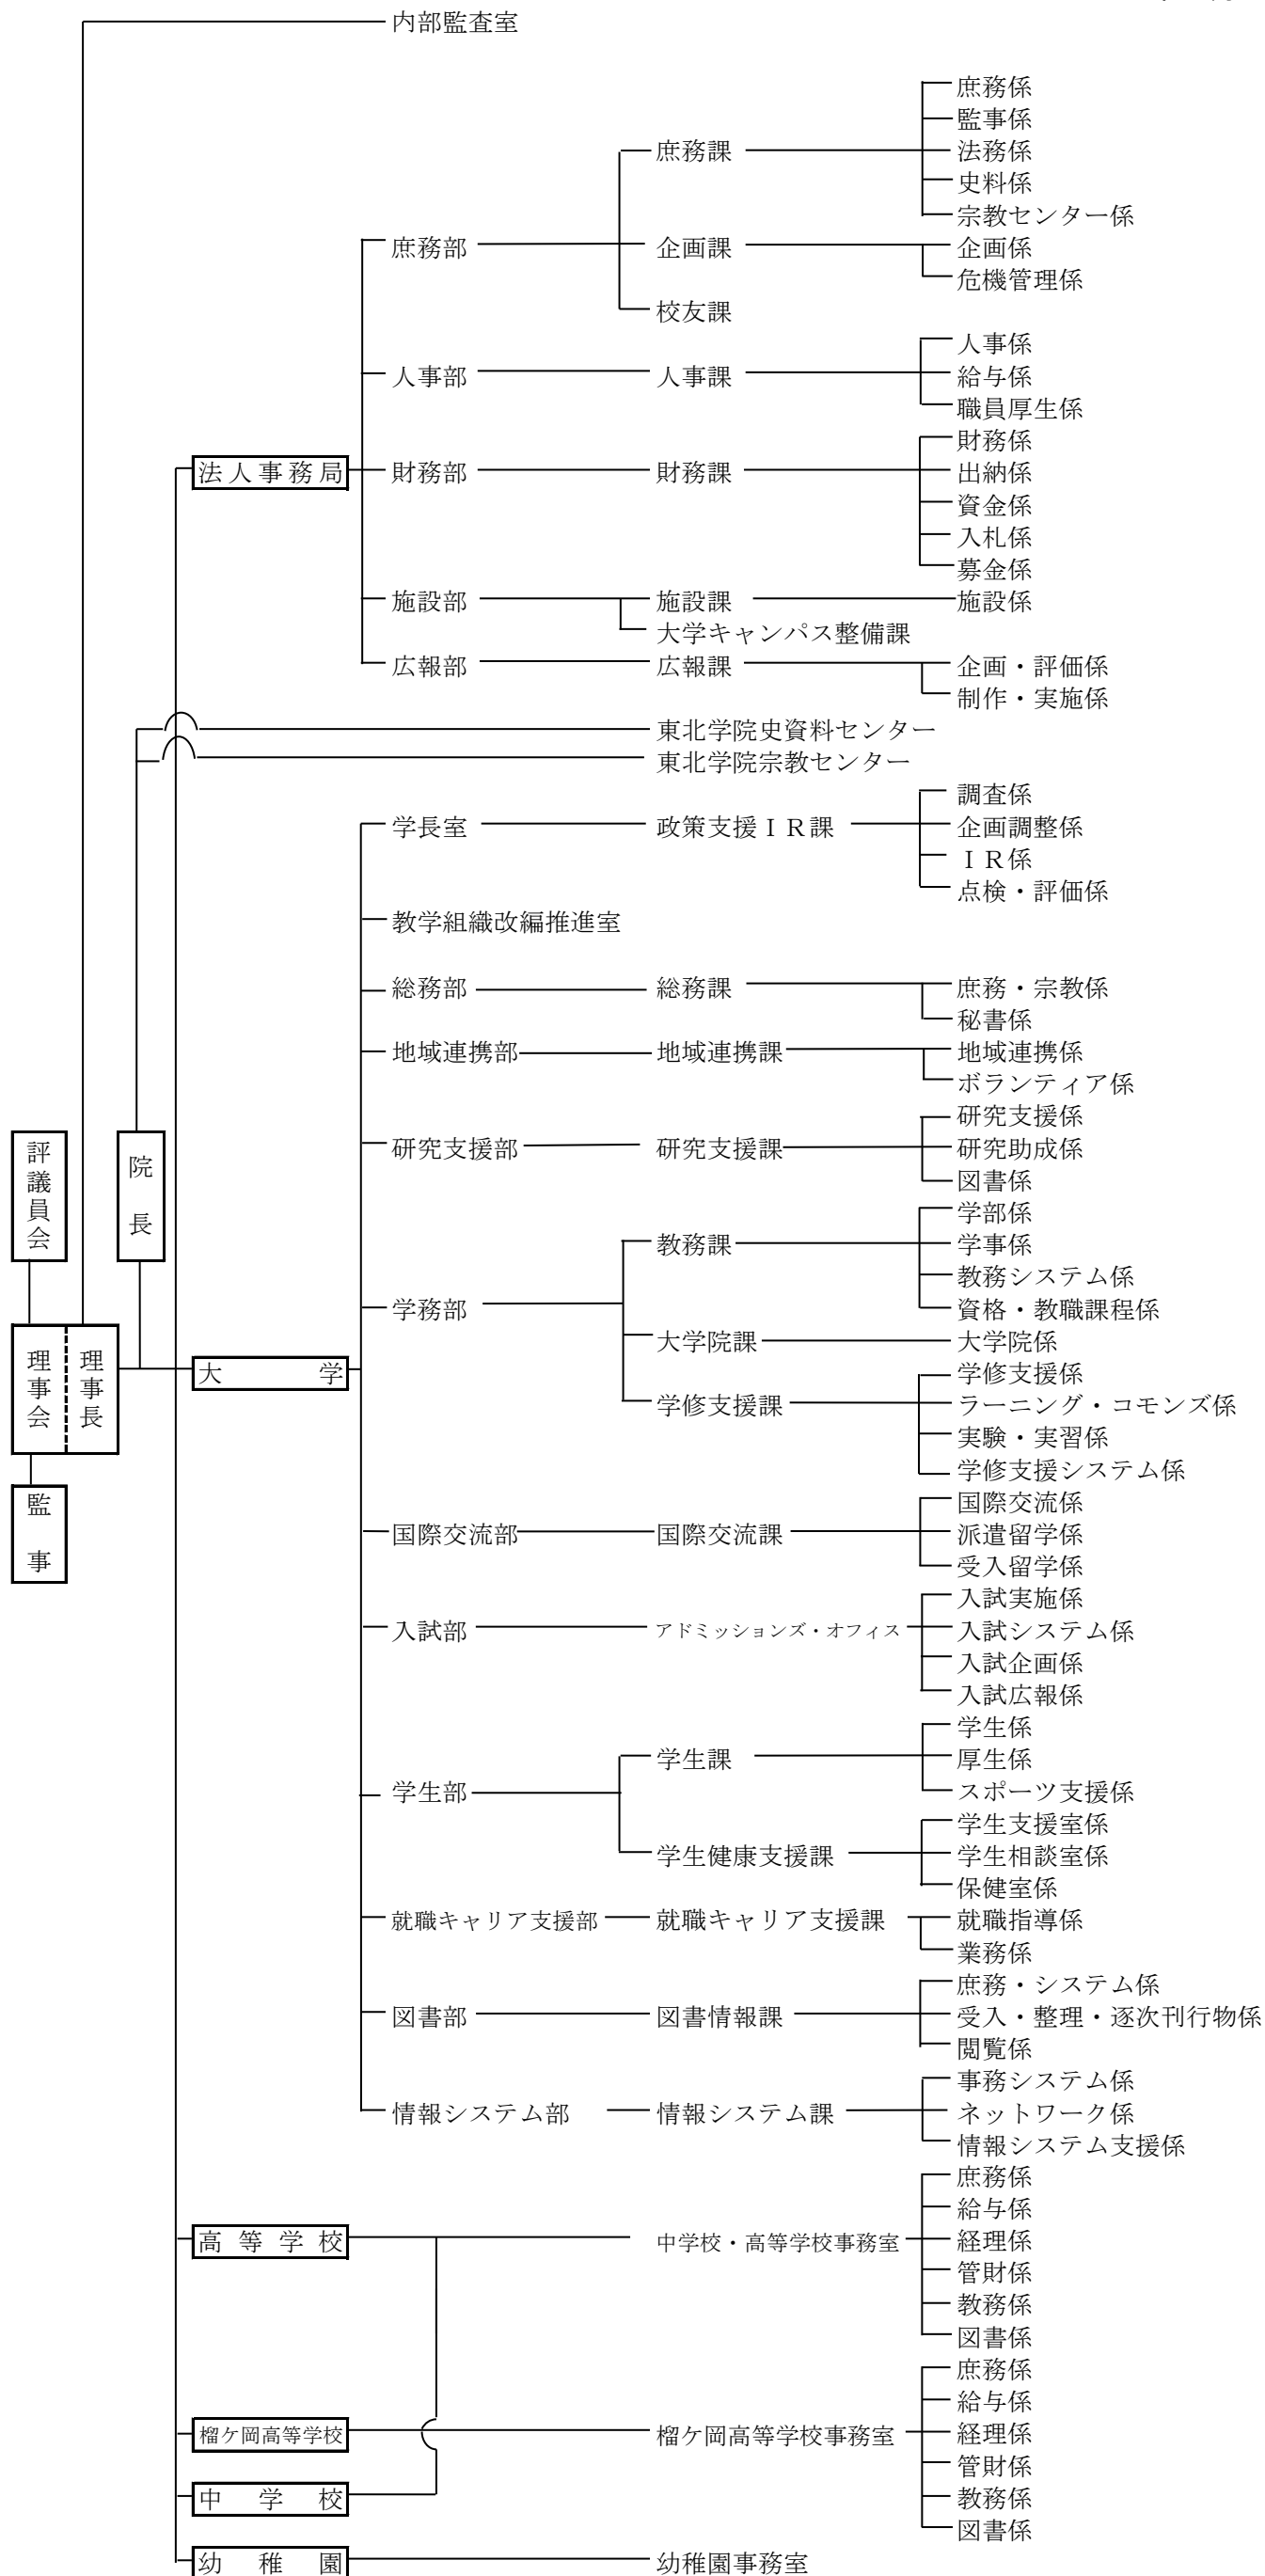 内部監査室
庶務係
監事係
庶務課
法務係
史料係
宗教センター係
庶務部
企画課
企画係
危機管理係
校友課
人事係
人事部
人事課
給与係
職員厚生係
財務係
法人事務局
財務部
財務課
出納係
資金係
入札係
募金係
施設部
施設課
施設係
大学キャンパス整備課
広報部
広報課
企画・評価係
制作・実施係
東北学院史資料センター
東北学院宗教センター
調査係
学長室
政策支援ＩＲ課
企画調整係
ＩＲ係
点検・評価係
教学組織改編推進室
総務部
総務課
庶務・宗教係
秘書係
地域連携部
地域連携課
地域連携係
ボランティア係
研究支援係
評議員会
院長
研究支援部
研究支援課
研究助成係
図書係
学部係
教務課
学事係
教務システム係
学務部
資格・教職課程係
大学院課
大学院係
理事会
理事長
大学
学修支援係
学修支援課
ラーニング・コモンズ係
実験・実習係
学修支援システム係
監事
国際交流係
国際交流部
国際交流課
派遣留学係
受入留学係
入試実施係
入試部
アドミッションズ・オフィス
入試システム係
入試企画係
入試広報係
学生係
学生課
厚生係
学生部
スポーツ支援係
学生支援室係
学生健康支援課
学生相談室係
保健室係
就職キャリア支援部
就職キャリア支援課
就職指導係
業務係
庶務・システム係
図書部
図書情報課
受入・整理・逐次刊行物係
閲覧係
事務システム係
情報システム部
情報システム課
ネットワーク係
情報システム支援係
庶務係
給与係
高等学校
中学校・高等学校事務室
経理係
管財係
教務係
図書係
庶務係
給与係
榴ケ岡高等学校
榴ケ岡高等学校事務室
経理係
管財係
中学校
教務係
図書係
幼稚園
幼稚園事務室